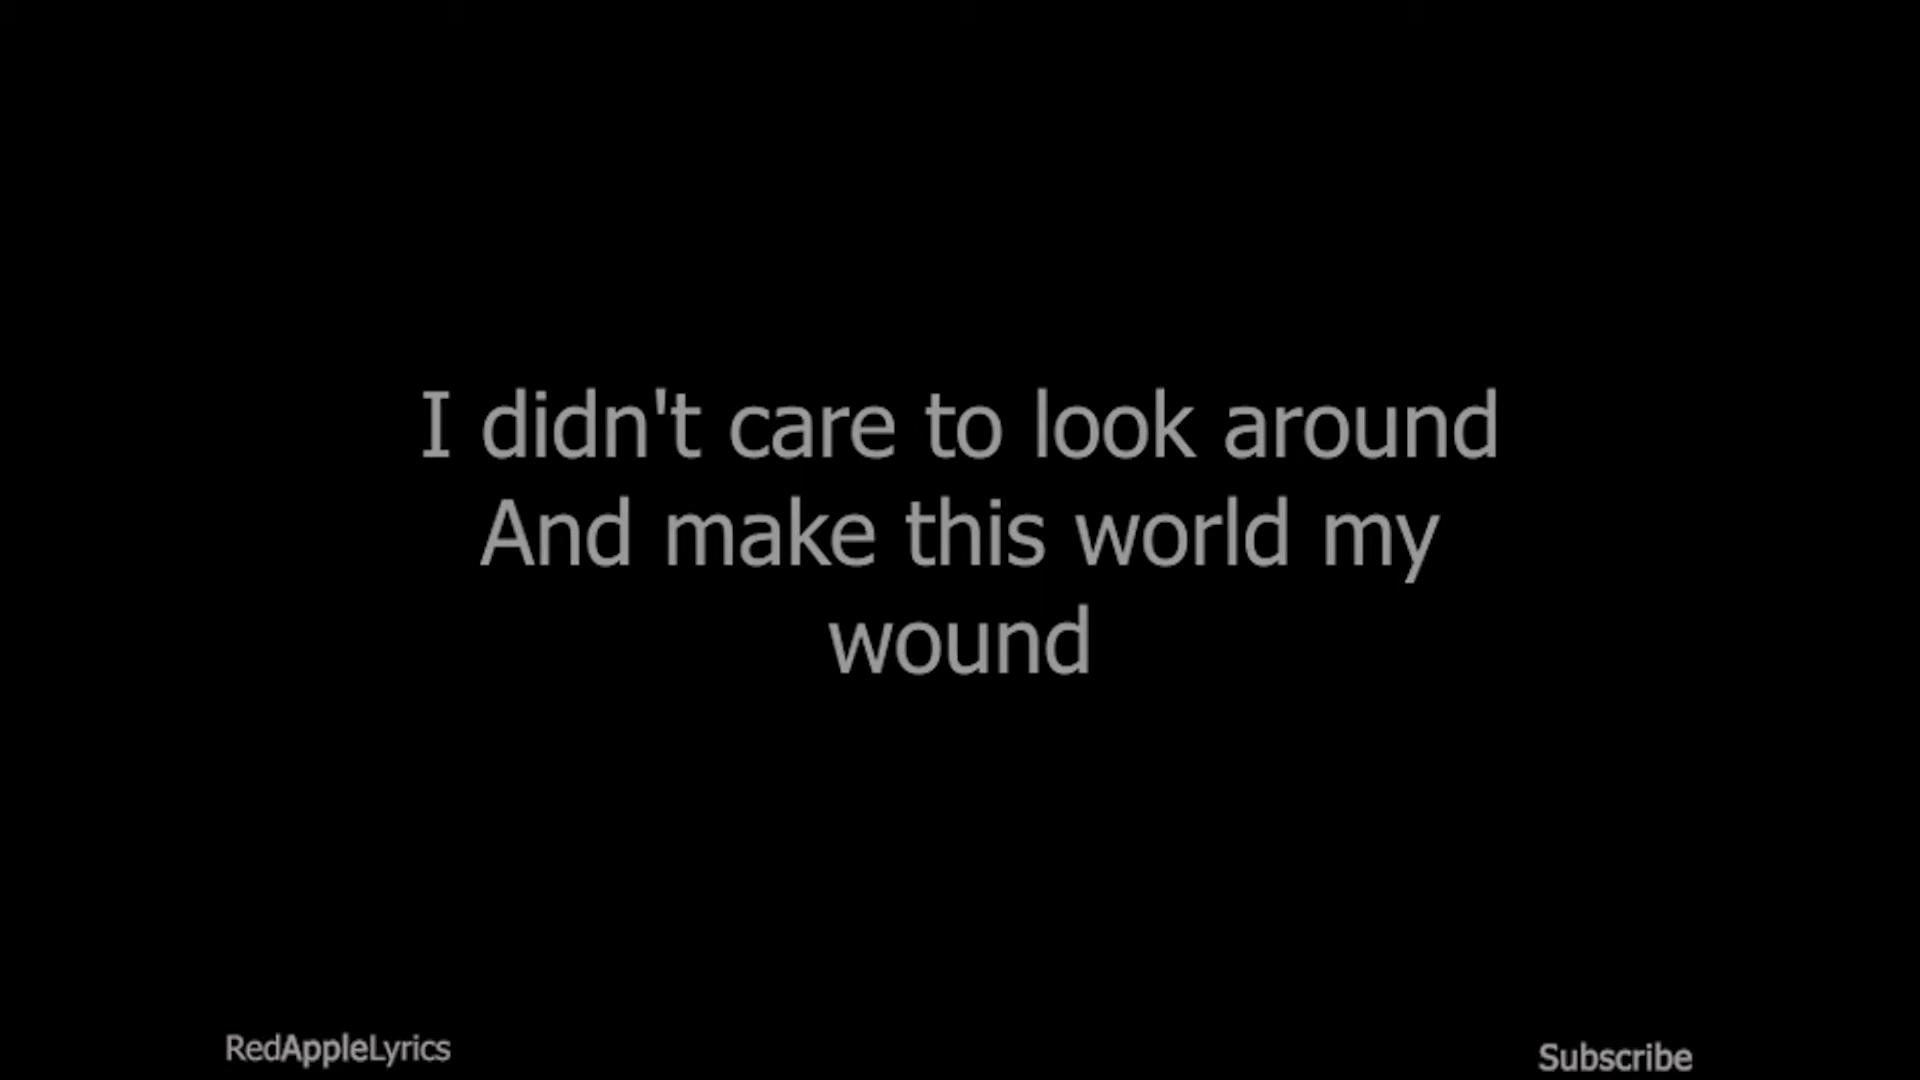 I didn't care to look around
And make this world my
wound
RedAppleLyrics
Subscribe